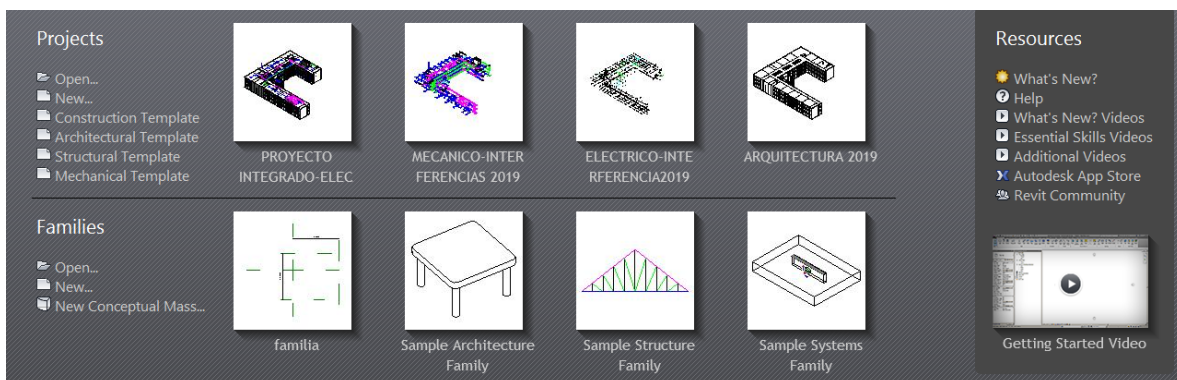 Projects
Open...
New...
Construction Template
Architectural Template
Structural Template
Mechanical Template
PROYECTO
INTEGRADO-ELEC
MECANICO-INTER
FERENCIAS 2019
ELECTRICO-INTE
RFERENCIA2019
ARQUITECTURA 2019
Families
Open...
New...
New Conceptual Mass...
familia
Sample Architecture
Family
Sample Structure
Family
Sample Systems
Family
Resources
What's New?
Help
What's New? Videos
Essential Skills Videos
Additional Videos
Autodesk App Store
Revit Community
Getting Started Video